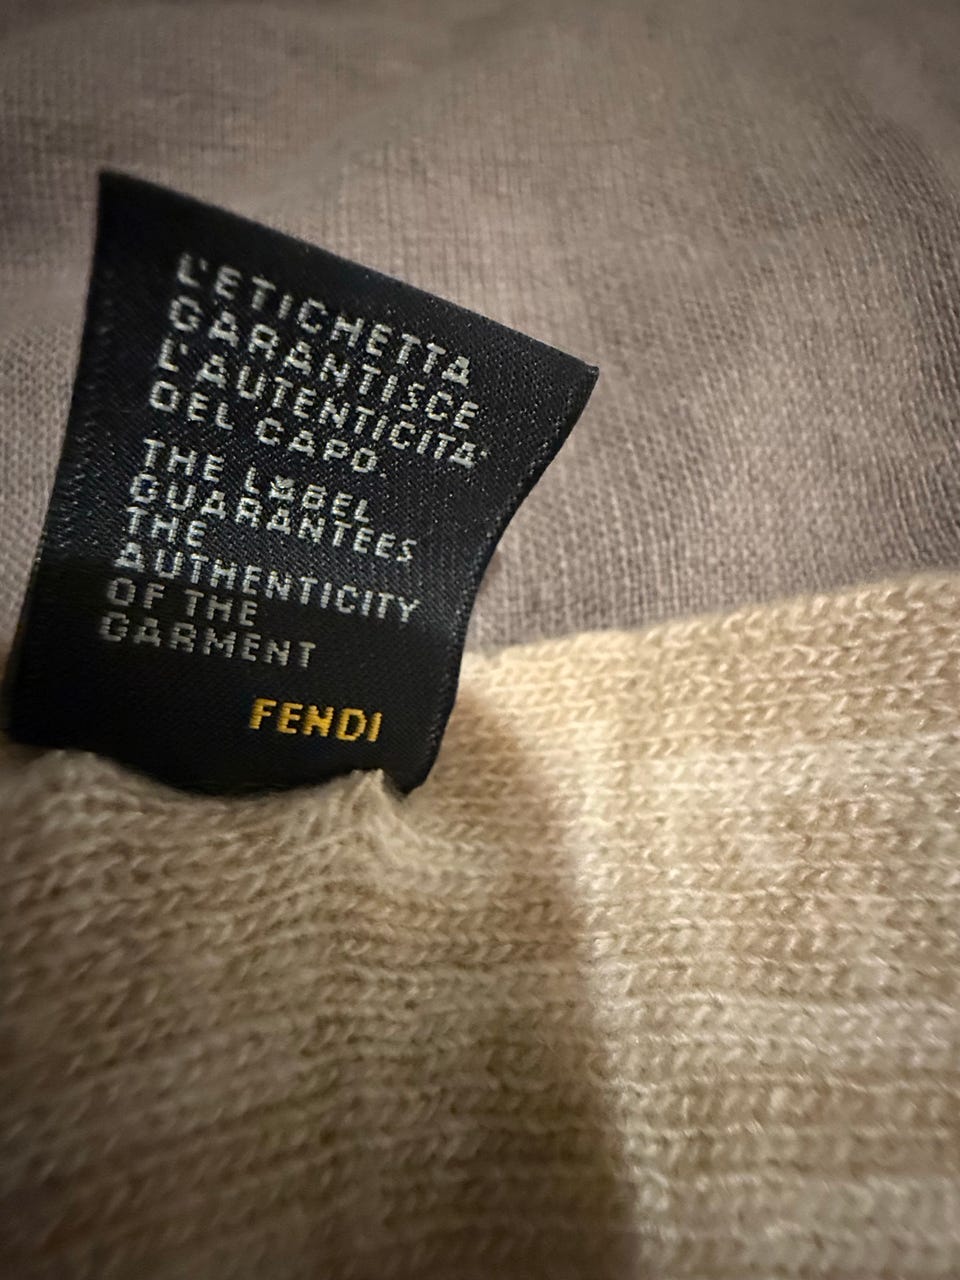 L'ETICHETTA
GARANTISCE
L'AUTENTICITA'
DEL CAPO.
THE LABEL
GUARANTEES
THE
AUTHENTICITY
OF THE
GARMENT
FENDI